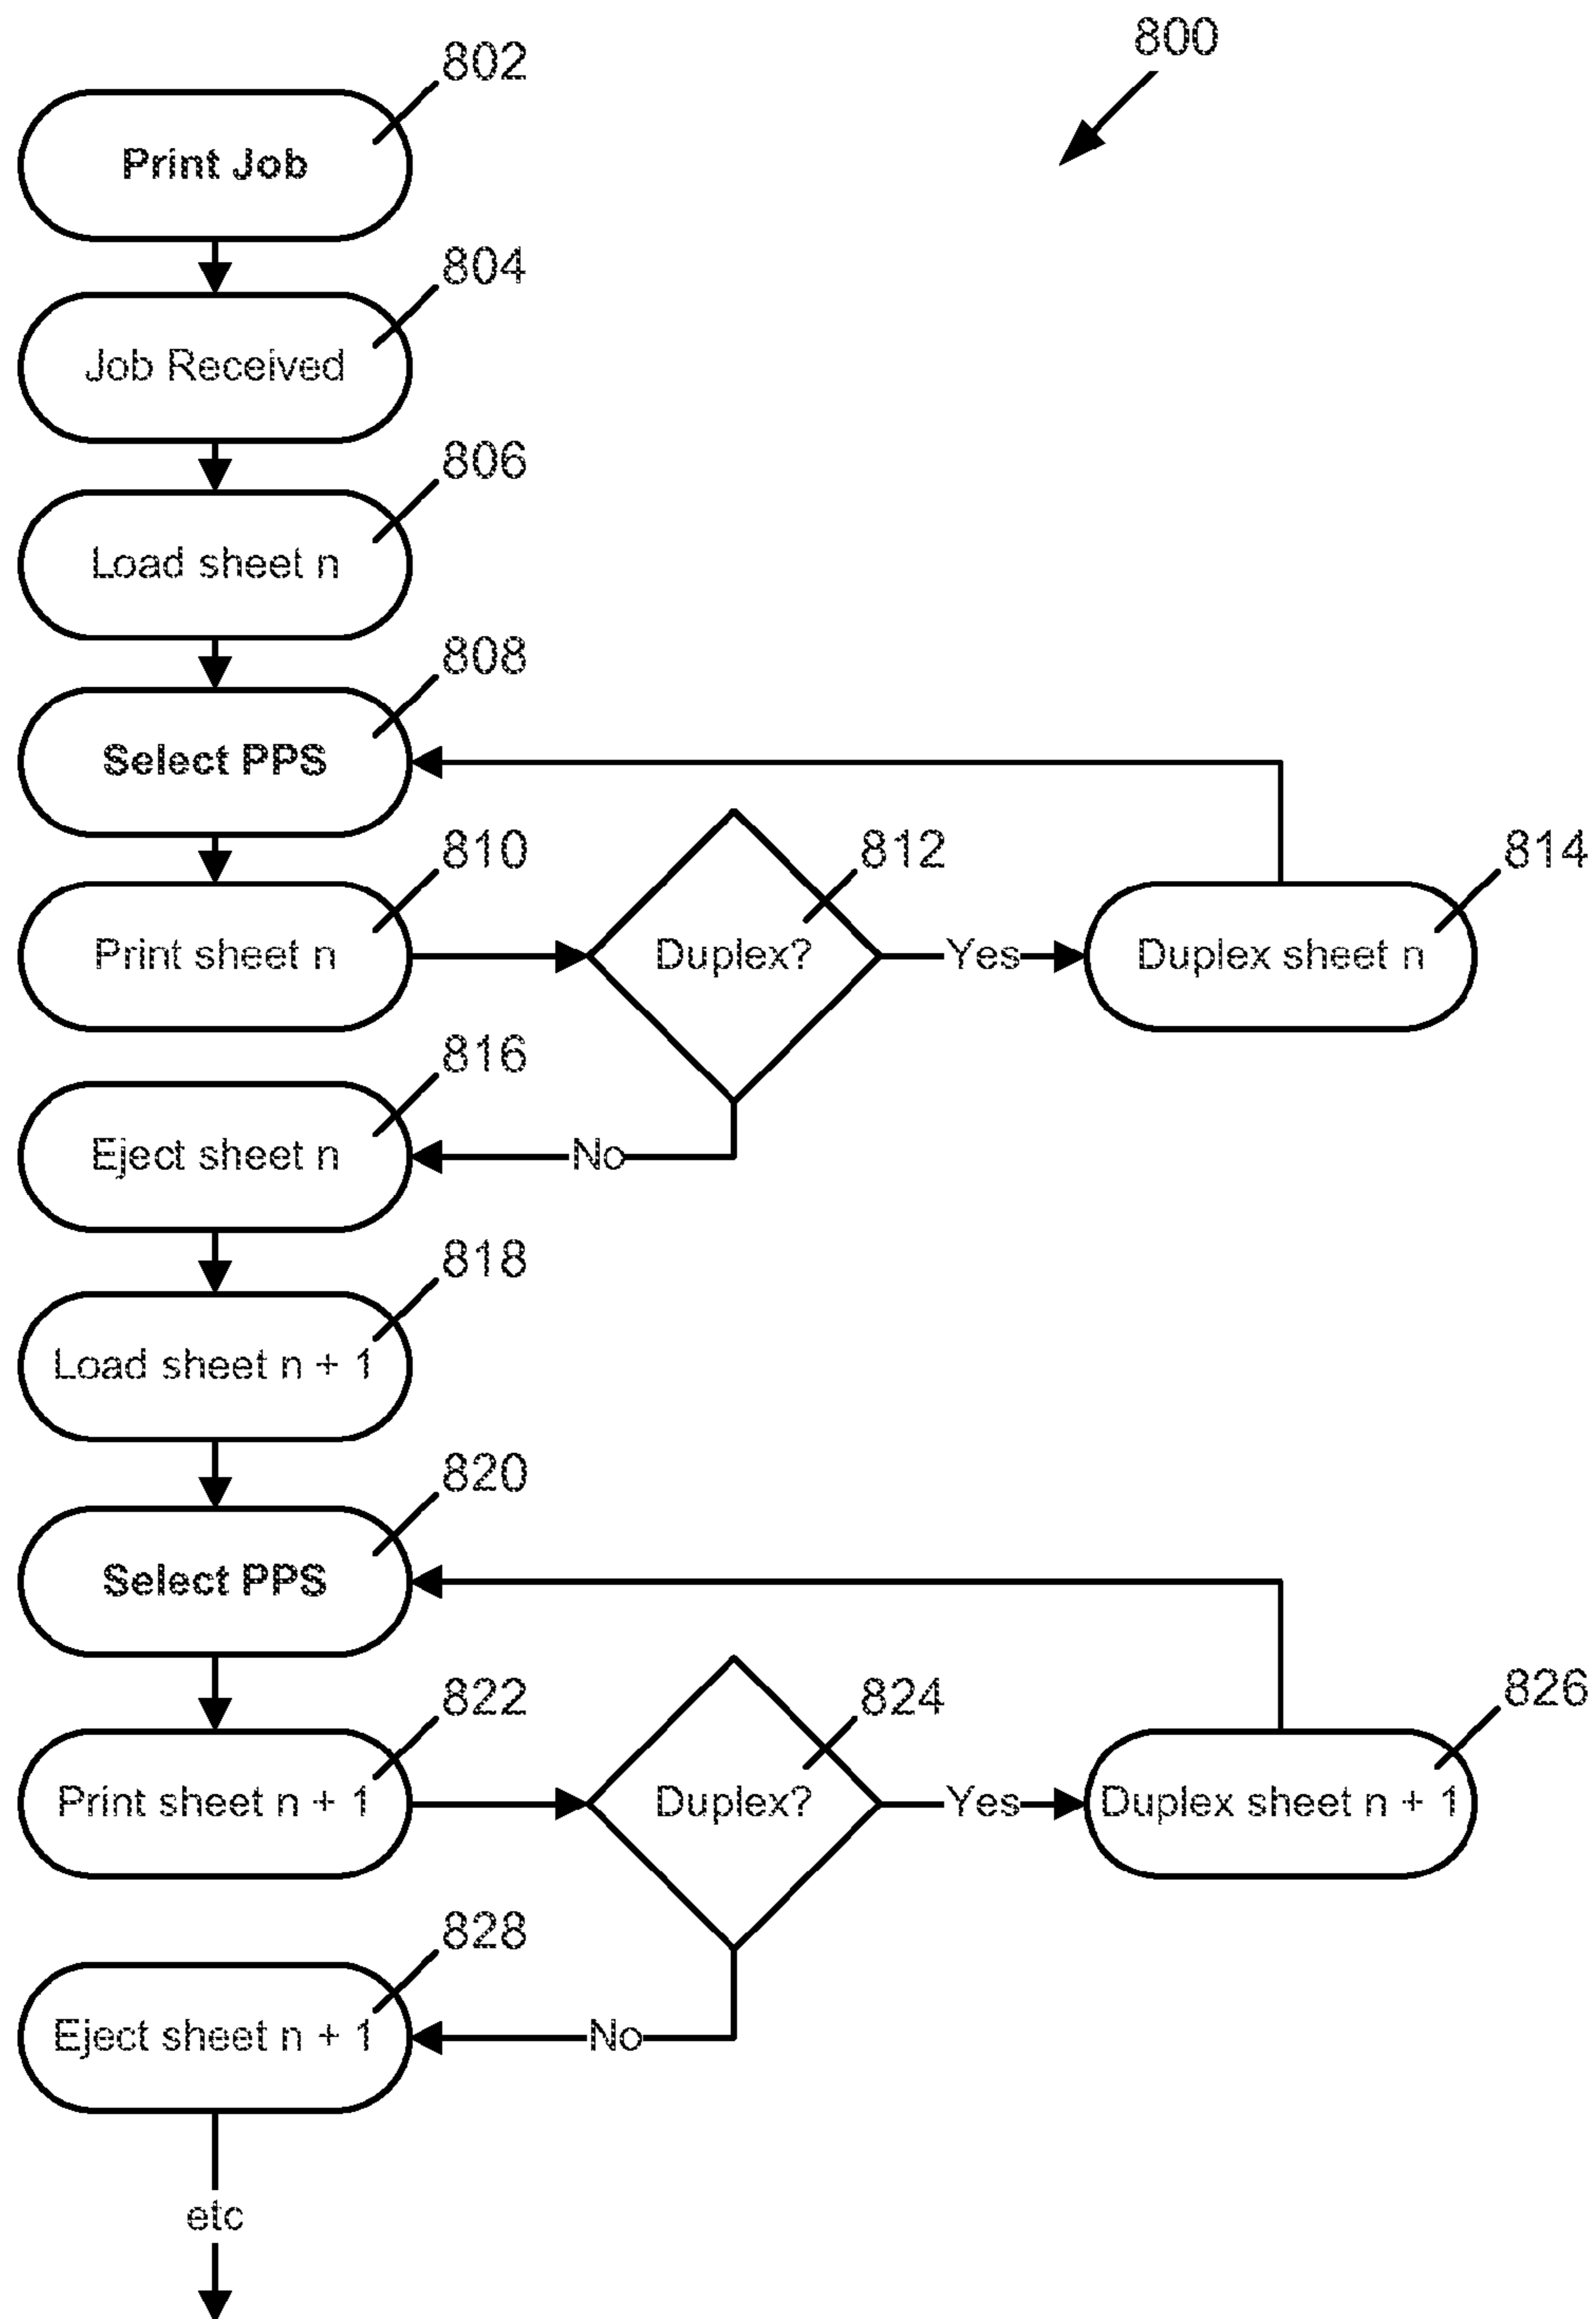 800
802
Print Job
804
Job Received
806
Load sheet n
808
Select PPS
810
812
814
Print sheet n
Duplex?
Yes
Duplex sheet n
816
Eject sheet n
No
818
Load sheet n + 1
820
Select PPS
822
824
826
Print sheet n + 1
Duplex?
Yes
Duplex sheet n + 1
828
Eject sheet n + 1
No
etc